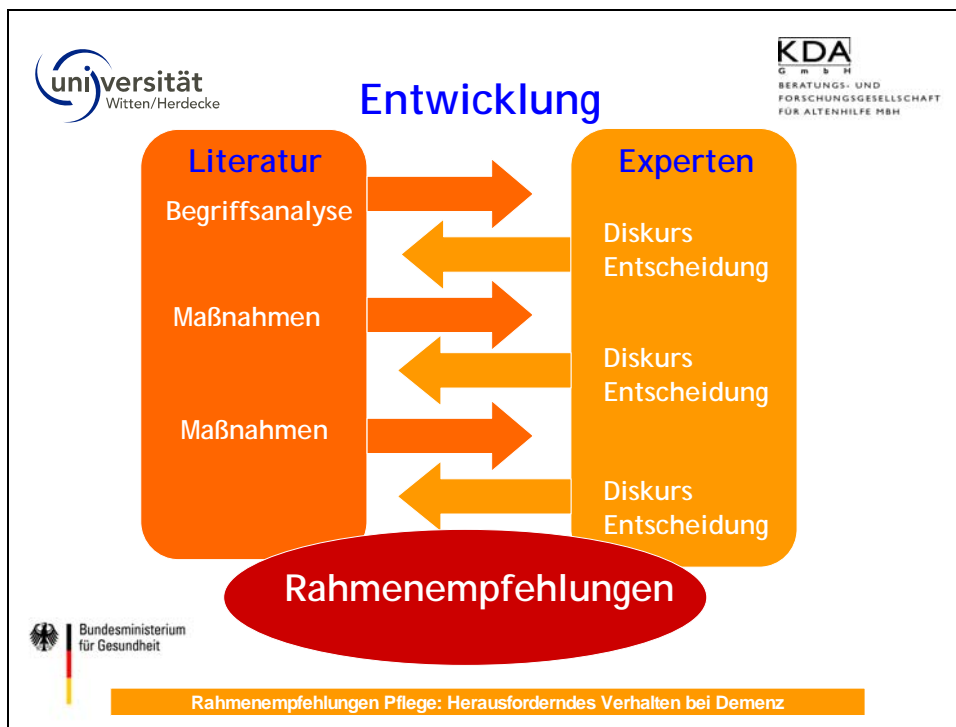 universität
Witten/Herdecke
KDA
GmbH
BERATUNGS- UND
FORSCHUNGSGESELLSCHAFT
FÜR ALTENHILFE MBH
Entwicklung
Literatur
Begriffsanalyse
Maßnahmen
Maßnahmen
Experten
Diskurs
Entscheidung
Diskurs
Entscheidung
Diskurs
Entscheidung
Rahmenempfehlungen
Bundesministerium
für Gesundheit
Rahmenempfehlungen Pflege: Herausforderndes Verhalten bei Demenz